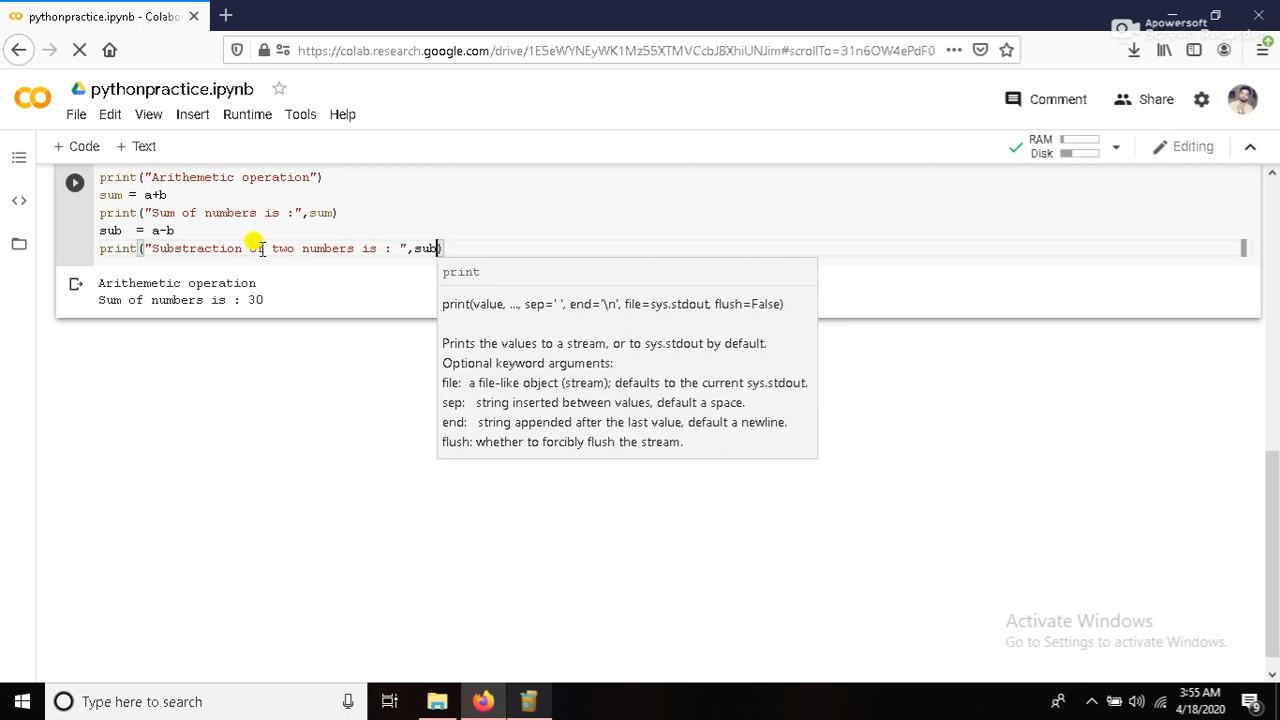 pythonpractice.ipynb - Colabo
Apowersoft
Screen Recorder
https://colab.research.google.com/drive/1E5eWYNEyWK1Mz55XTMVCcbJBXhiUNJim#scrollTo=31n6OW4ePdF0
pythonpractice.ipynb
Comment
Share
File Edit View Insert Runtime Tools Help
+ Code + Text
RAM
Disk
Editing
print("Arithemetic operation")
sum = a+b
print("Sum of numbers is :",sum)
sub  = a-b
print("Substraction of two numbers is : ",sub)
Arithemetic operation
Sum of numbers is : 30
print
print(value, ..., sep=' ', end='\n', file=sys.stdout, flush=False)
Prints the values to a stream, or to sys.stdout by default.
Optional keyword arguments:
file:  a file-like object (stream); defaults to the current sys.stdout.
sep:   string inserted between values, default a space.
end:   string appended after the last value, default a newline.
flush: whether to forcibly flush the stream.
Activate Windows
Go to Settings to activate Windows.
Type here to search
3:55 AM
4/18/2020
9